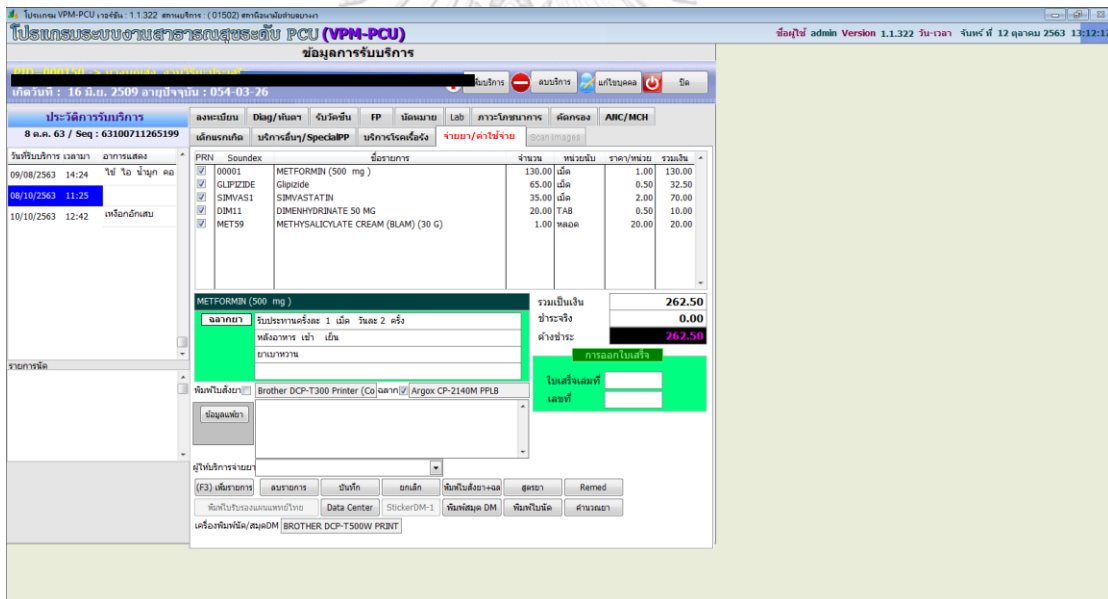 โปรแกรม VPM-PCU เวอร์ชั่น : 1.1.322 สถานบริการ : ( 01502) สถานีอนามัยตำบลบางผา
โปรแกรมระบบงานสาธารณสุขระดับ PCU (VPM-PCU)
ชื่อผู้ใช้ admin Version 1.1.322 วัน-เวลา จันทร์ ที่ 12 ตุลาคม 2563 13:12:12
ข้อมูลการรับบริการ
เกิดวันที่ : 16 มิ.ย. 2509 อายุปัจจุบัน : 054-03-26
ลบบริการ แก้ไขบุคคล ปิด
ประวัติการรับบริการ
8 ต.ค. 63 / Seq : 63100711265199
ลงทะเบียน Diag/หัตถฯ รับวัคซีน FP นัดหมาย Lab ภาวะโภชนาการ คัดกรอง ANC/MCH
เด็กแรกเกิด บริการอื่นๆ/SpecialPP บริการโรคเรื้อรัง จ่ายยา/ค่าใช้จ่าย Scan Images
วันที่รับบริการ เวลามา อาการแสดง
09/08/2563 14:24 ไข้ ไอ น้ำมูก คอ
08/10/2563 11:25
10/10/2563 12:42 เหงือกอักเสบ
รายการนัด
PRN Soundex ชื่อรายการ จำนวน หน่วยนับ ราคา/หน่วย รวมเงิน
00001 METFORMIN (500 mg ) 130.00 เม็ด 1.00 130.00
GLIPIZIDE Glipizide 65.00 เม็ด 0.50 32.50
SIMVAS1 SIMVASTATIN 35.00 เม็ด 2.00 70.00
DIM11 DIMENHYDRINATE 50 MG 20.00 TAB 0.50 10.00
MET59 METHYSALICYLATE CREAM (BLAM) (30 G) 1.00 หลอด 20.00 20.00
METFORMIN (500 mg )
ฉลากยา รับประทานครั้งละ 1 เม็ด วันละ 2 ครั้ง
หลังอาหาร เช้า เย็น
ยาเบาหวาน
รวมเป็นเงิน 262.50
ชำระจริง 0.00
ค้างชำระ 262.50
การออกใบเสร็จ
ใบเสร็จเล่มที่
เลขที่
พิมพ์ใบสั่งยา Brother DCP-T300 Printer (Co ฉลาก Argox CP-2140M PPLB
ข้อมูลแพ้ยา
ผู้ให้บริการจ่ายยา
(F3) เพิ่มรายการ ลบรายการ บันทึก ยกเลิก พิมพ์ใบสั่งยา+ฉล สูตรยา Remed
พิมพ์ใบรับรองแผนแพทย์ไทย Data Center StickerDM-1 พิมพ์สมุด DM พิมพ์ใบนัด คำนวณยา
เครื่องพิมพ์นัด/สมุดDM BROTHER DCP-T500W PRINT